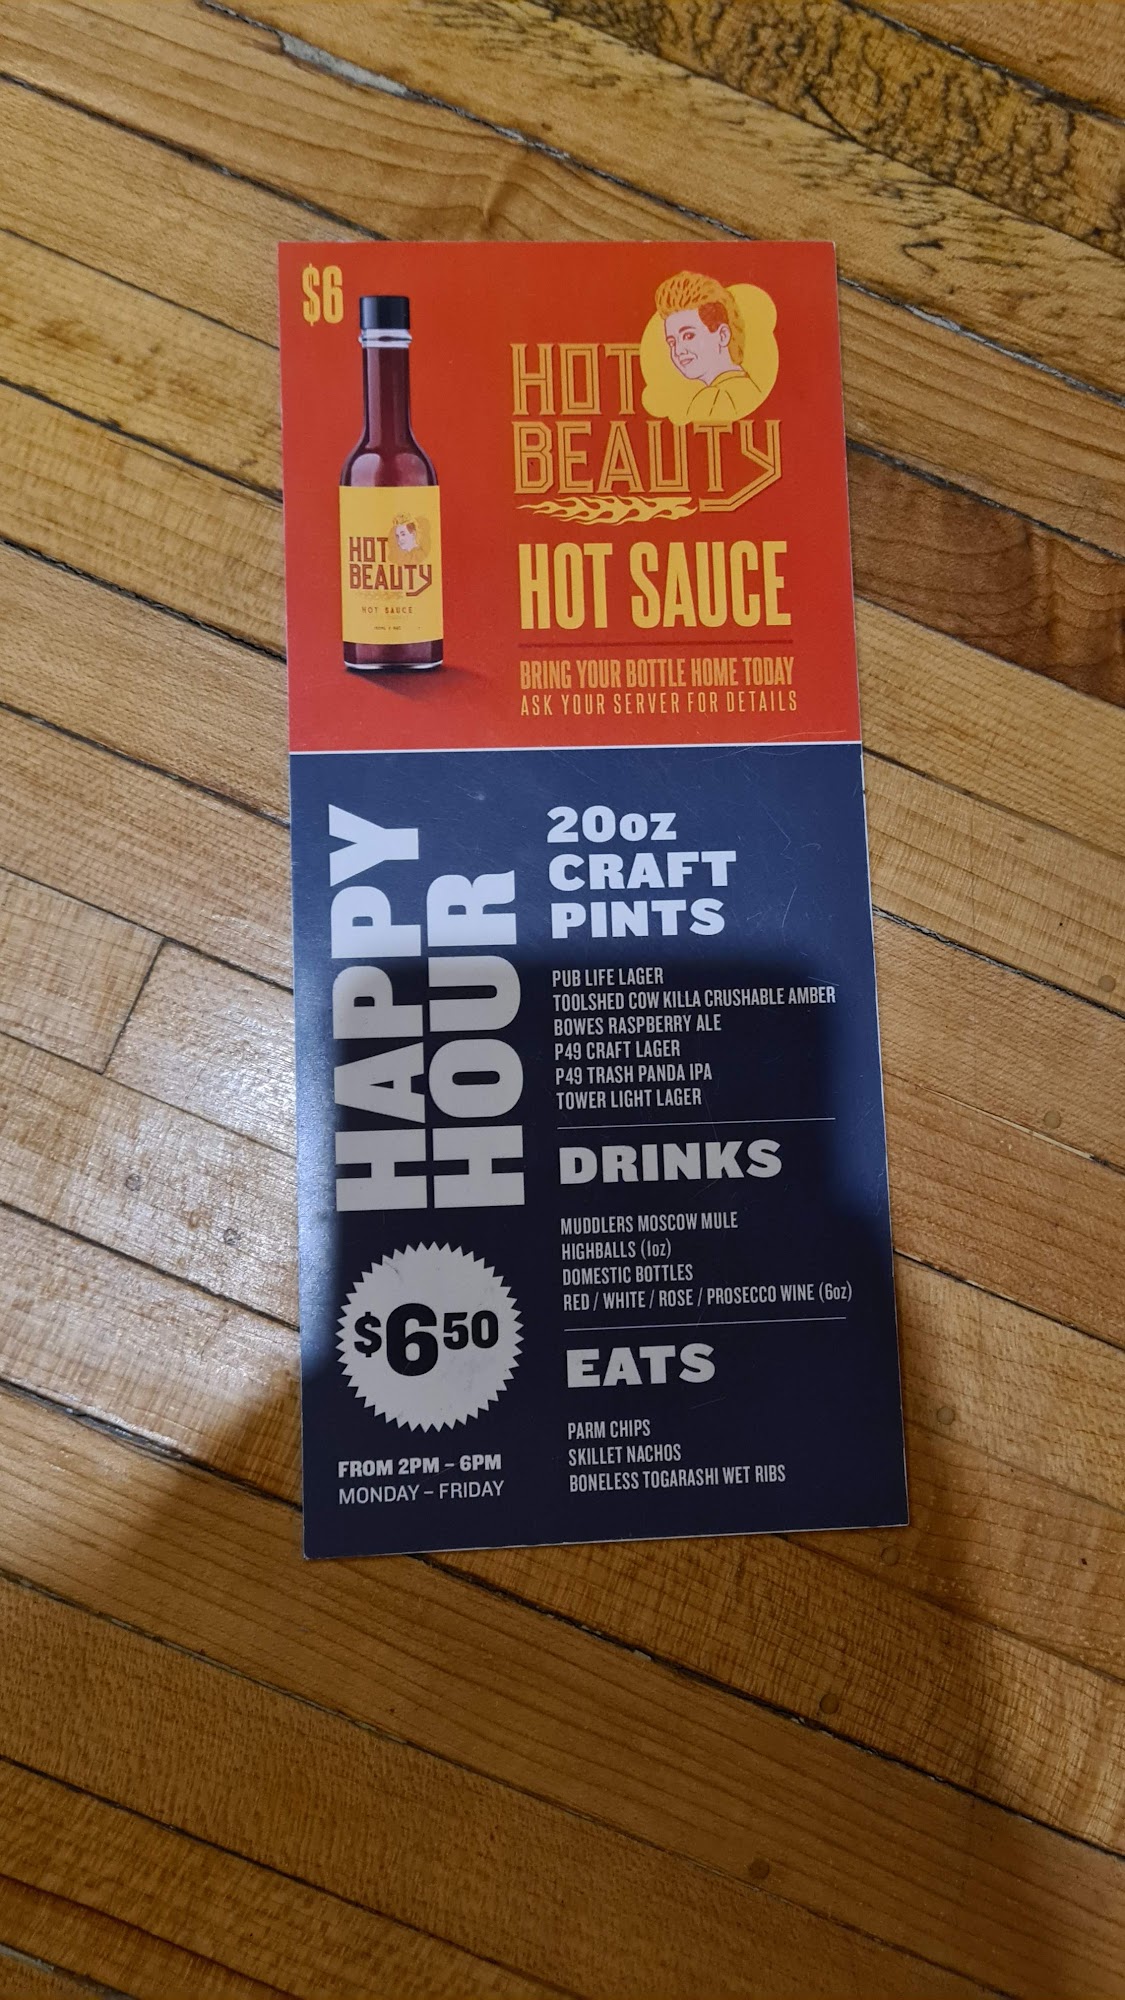 $6
HOT
BEAUTY
HOT SAUCE
BRING YOUR BOTTLE HOME TODAY
ASK YOUR SERVER FOR DETAILS
HOT
BEAUTY
HOT SAUCE
HAPPY
HOUR
$6 50
FROM 2PM – 6PM
MONDAY – FRIDAY
20oz
CRAFT
PINTS
PUB LIFE LAGER
TOOLSHED COW KILLA CRUSHABLE AMBER
BOWES RASPBERRY ALE
P49 CRAFT LAGER
P49 TRASH PANDA IPA
TOWER LIGHT LAGER
DRINKS
MUDDLERS MOSCOW MULE
HIGHBALLS (1oz)
DOMESTIC BOTTLES
RED / WHITE / ROSE / PROSECCO WINE (6oz)
EATS
PARM CHIPS
SKILLET NACHOS
BONELESS TOGARASHI WET RIBS